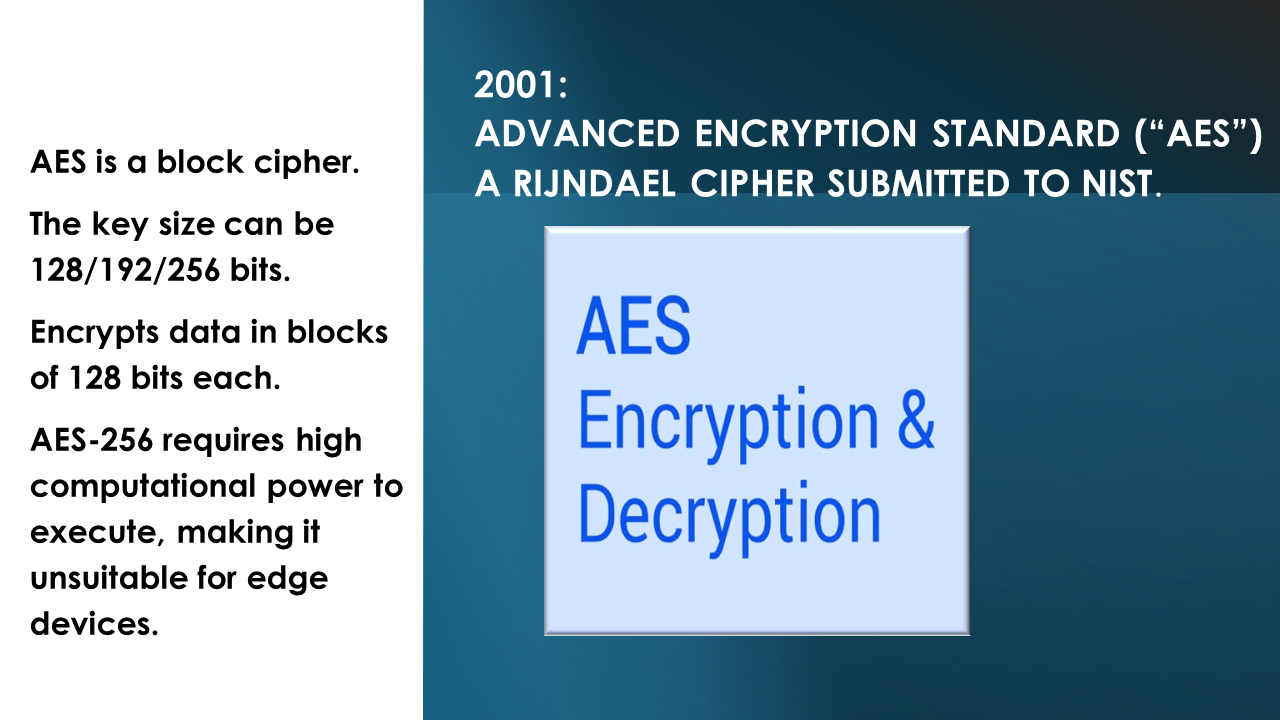 2001:
ADVANCED ENCRYPTION STANDARD (“AES”)
A RIJNDAEL CIPHER SUBMITTED TO NIST.
AES is a block cipher.
The key size can be
128/192/256 bits.
Encrypts data in blocks
of 128 bits each.
AES-256 requires high
computational power to
execute, making it
unsuitable for edge
devices.
AES
Encryption &
Decryption